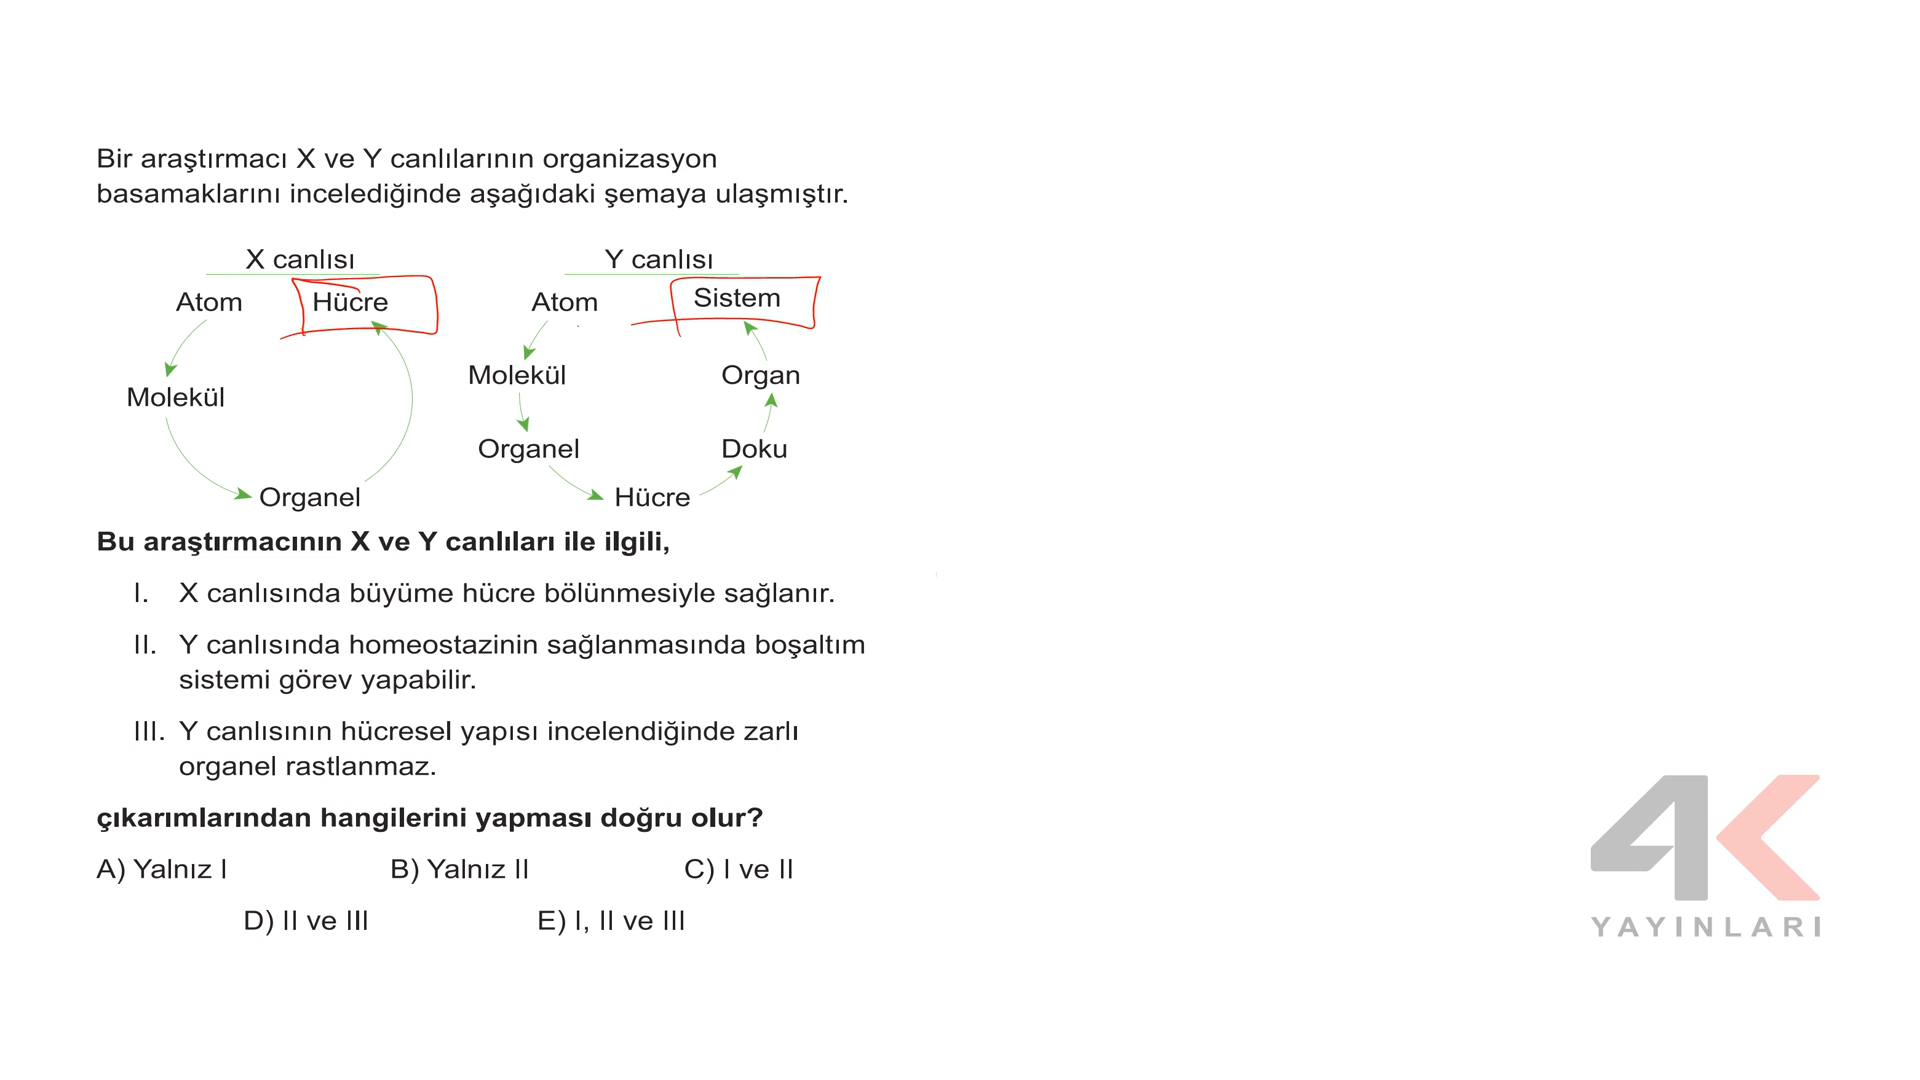 Bir araştırmacı X ve Y canlılarının organizasyon
basamaklarını incelediğinde aşağıdaki şemaya ulaşmıştır.
X canlısı
Atom
Hücre
Molekül
Organel
Y canlısı
Atom
Sistem
Molekül
Organ
Organel
Doku
Hücre
Bu araştırmacının X ve Y canlıları ile ilgili,
I. X canlısında büyüme hücre bölünmesiyle sağlanır.
II. Y canlısında homeostazinin sağlanmasında boşaltım
sistemi görev yapabilir.
III. Y canlısının hücresel yapısı incelendiğinde zarlı
organel rastlanmaz.
çıkarımlarından hangilerini yapması doğru olur?
A) Yalnız I B) Yalnız II C) I ve II
D) II ve III E) I, II ve III
4K
YAYINLARI